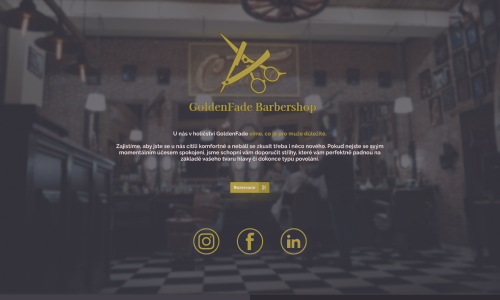 GoldenFade Barbershop
U nás v holičství GoldenFade víme, co je pro muže důležité.
Zajistíme, aby jste se u nás cítili komfortně a nebáli se zkusit třeba i něco nového. Pokud nejste se svým
momentálním účesem spokojení, jsme schopni vám doporučit střihy, které vám perfektně padnou na
základě vašeho tvaru hlavy či dokonce typu povolání.
Rezervace
in